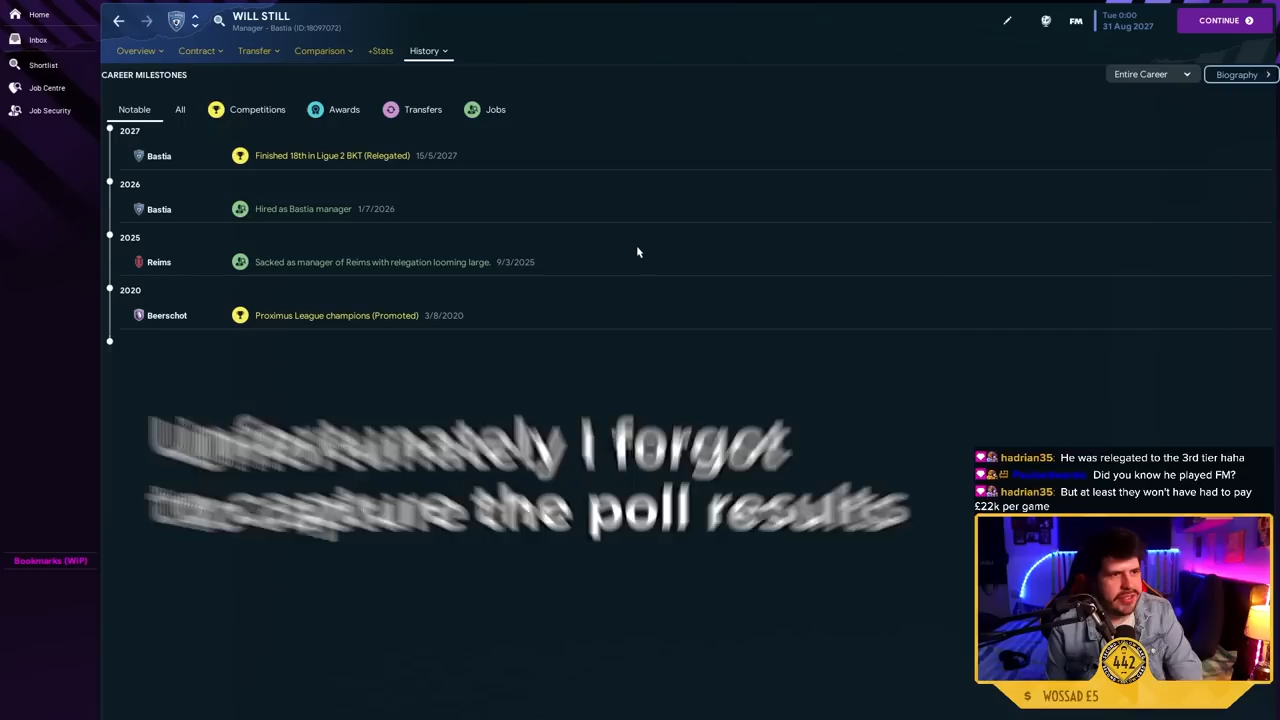 Home
Inbox
Shortlist
Job Centre
Job Security
Bookmarks (WiP)
WILL STILL
Manager - Bastia (ID:18097072)
FM
Tue 0:00
31 Aug 2027
CONTINUE
Overview
Contract
Transfer
Comparison
+Stats
History
CAREER MILESTONES
Entire Career
Biography
Notable
All
Competitions
Awards
Transfers
Jobs
2027
Bastia
Finished 18th in Ligue 2 BKT (Relegated) 15/5/2027
2026
Bastia
Hired as Bastia manager 1/7/2026
2025
Reims
Sacked as manager of Reims with relegation looming large. 9/3/2025
2020
Beerschot
Proximus League champions (Promoted) 3/8/2020
Unfortunately I forgot
to capture the poll results
hadrian35: He was relegated to the 3rd tier haha
Did you know he played FM?
hadrian35: But at least they won't have had to pay
£22k per game
442
$ WOSSAD £5